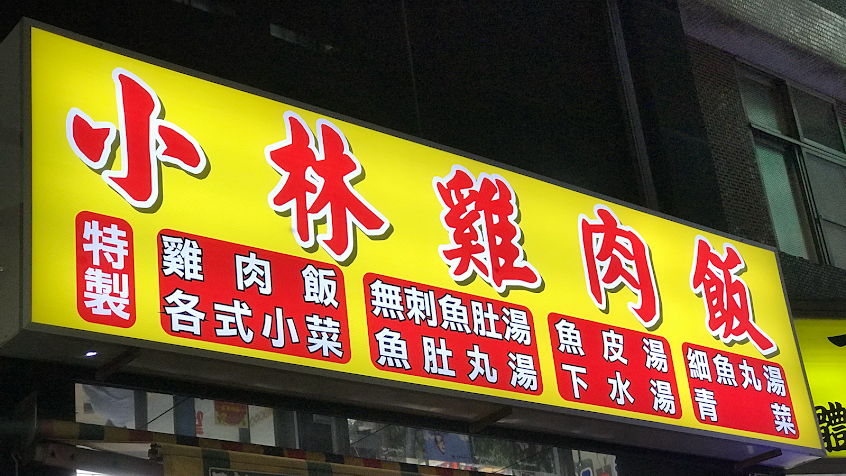 小林雞肉飯
特製
雞肉飯
各式小菜
無刺魚肚湯
魚肚丸湯
魚皮湯
下水湯
細魚丸湯
青菜
體